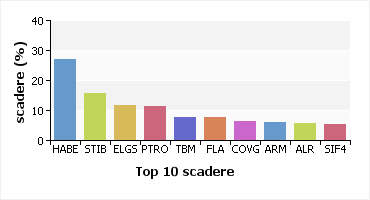 scadere (%)
40
30
20
10
0
HABE STIB ELGS PTRO TBM FLA COVG ARM ALR SIF4
Top 10 scadere